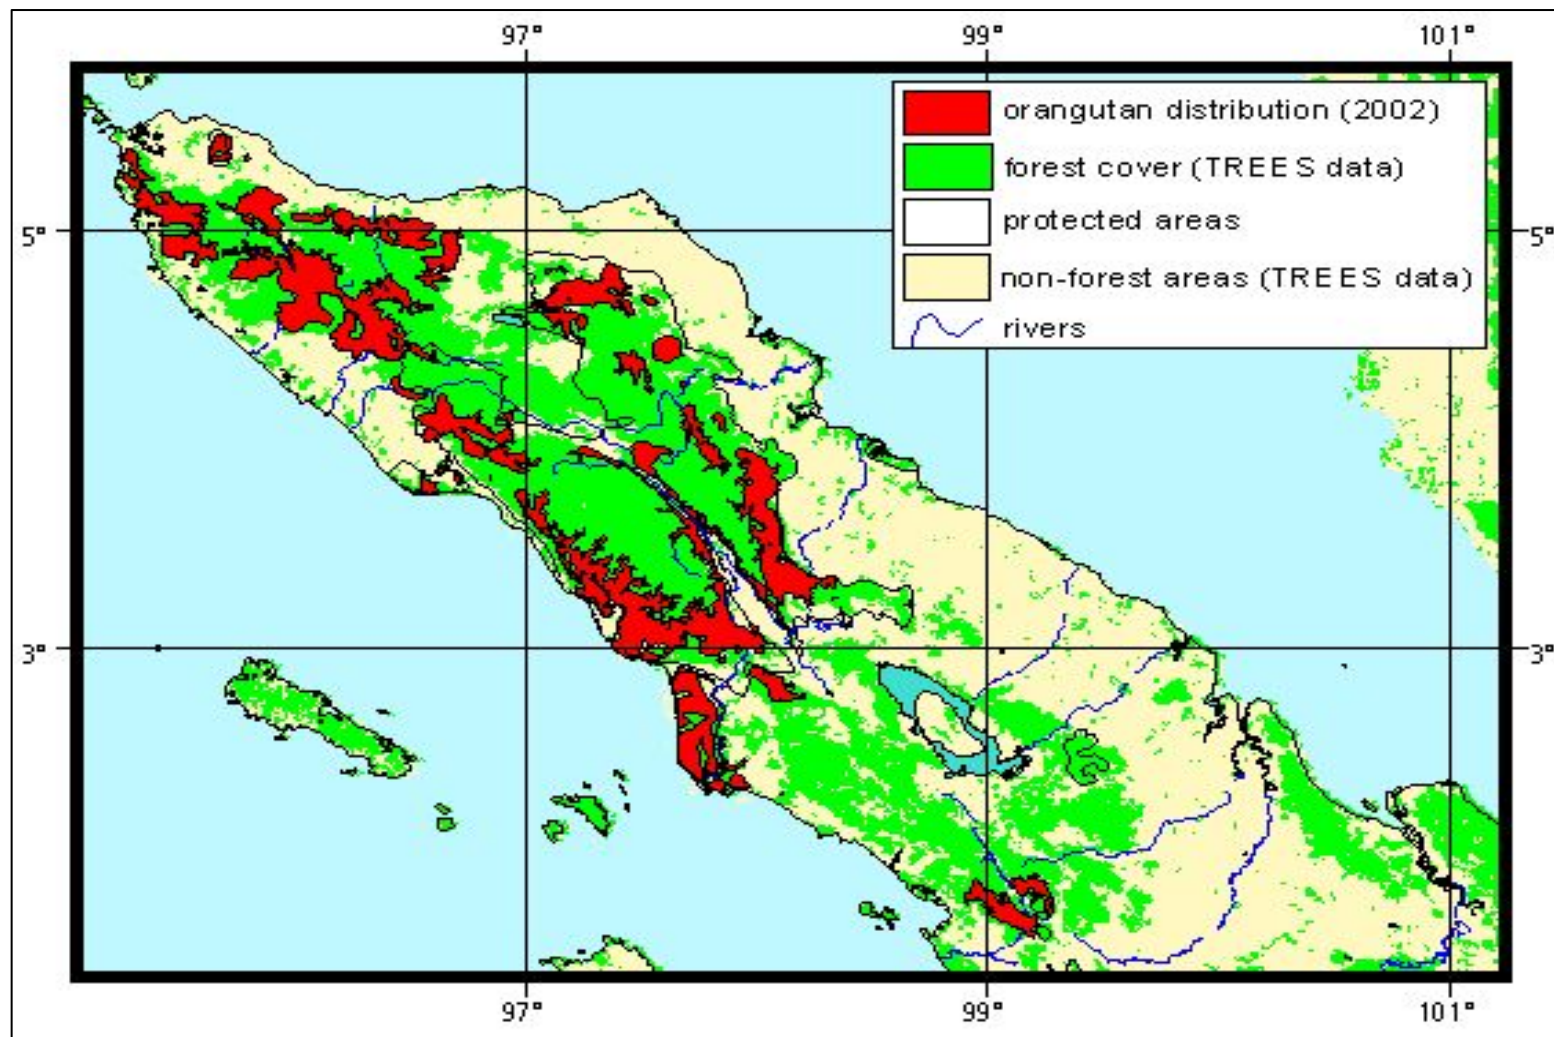 97° 99° 101°
orangutan distribution (2002)
forest cover (TREES data)
protected areas
non-forest areas (TREES data)
rivers
5° 5°
3° 3°
97° 99° 101°